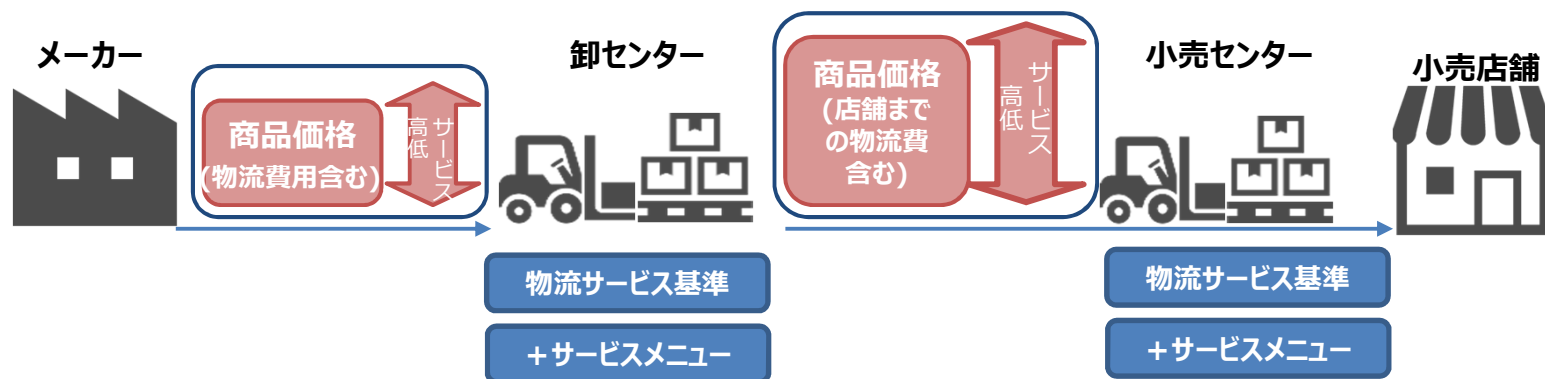 メーカー
商品価格
(物流費用含む)
サービス
高低
卸センター
商品価格
(店舗まで
の物流費
含む)
サービス
高低
小売センター
小売店舗
物流サービス基準
＋サービスメニュー
物流サービス基準
＋サービスメニュー